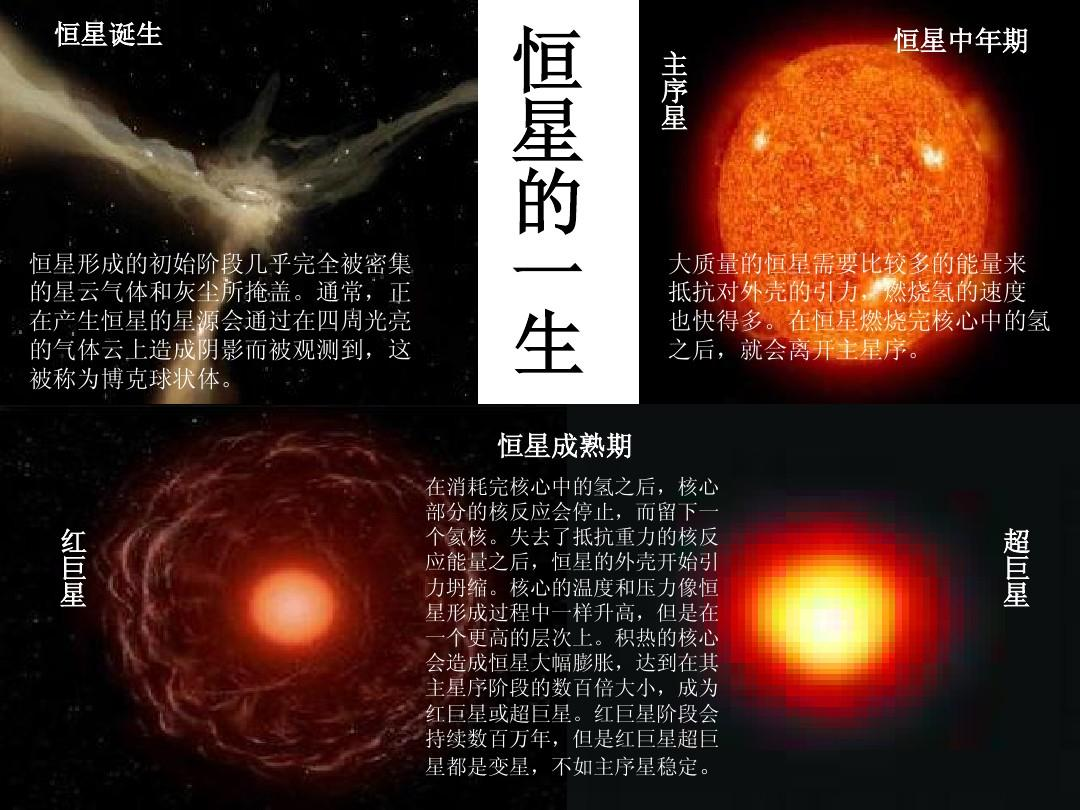 恒星诞生
恒星形成的初始阶段几乎完全被密集
的星云气体和灰尘所掩盖。通常，正
在产生恒星的星源会通过在四周光亮
的气体云上造成阴影而被观测到，这
被称为博克球状体。
恒星的一生
恒星中年期
主序星
大质量的恒星需要比较多的能量来
抵抗对外壳的引力，燃烧氢的速度
也快得多。在恒星燃烧完核心中的氢
之后，就会离开主星序。
恒星成熟期
红巨星
在消耗完核心中的氢之后，核心
部分的核反应会停止，而留下一
个氦核。失去了抵抗重力的核反
应能量之后，恒星的外壳开始引
力坍缩。核心的温度和压力像恒
星形成过程中一样升高，但是在
一个更高的层次上。积热的核心
会造成恒星大幅膨胀，达到在其
主星序阶段的数百倍大小，成为
红巨星或超巨星。红巨星阶段会
持续数百万年，但是红巨星超巨
星都是变星，不如主序星稳定。
超巨星